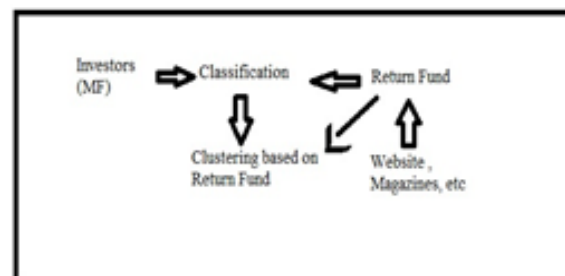 Investors
(MF)
Classification
Return Fund
Clustering based on
Return Fund
Website ,
Magazines, etc